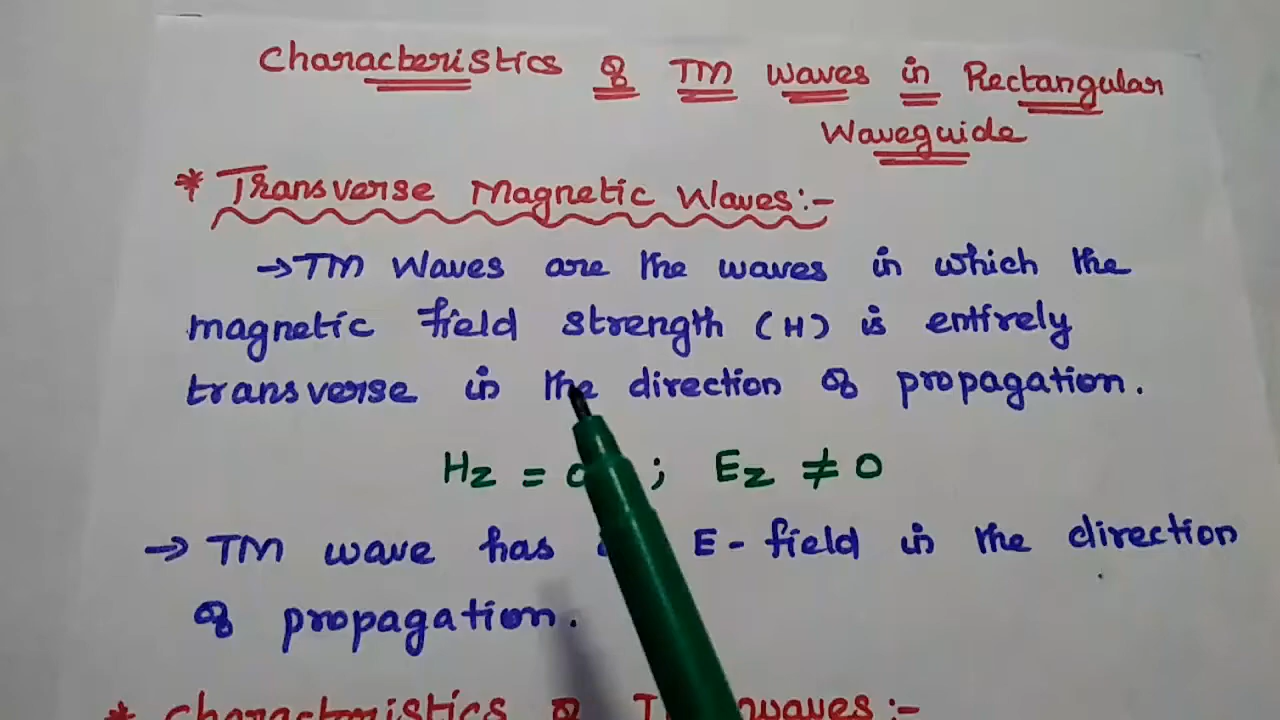 Characteristics of TM waves in Rectangular
Waveguide
* Transverse Magnetic Waves:-
→ TM Waves are the waves in which the
magnetic field strength (H) is entirely
transverse in the direction of propagation.
Hz = 0 ; Ez ≠ 0
→ TM wave has E-field in the direction
of propagation.
* Characteristics of waves:-